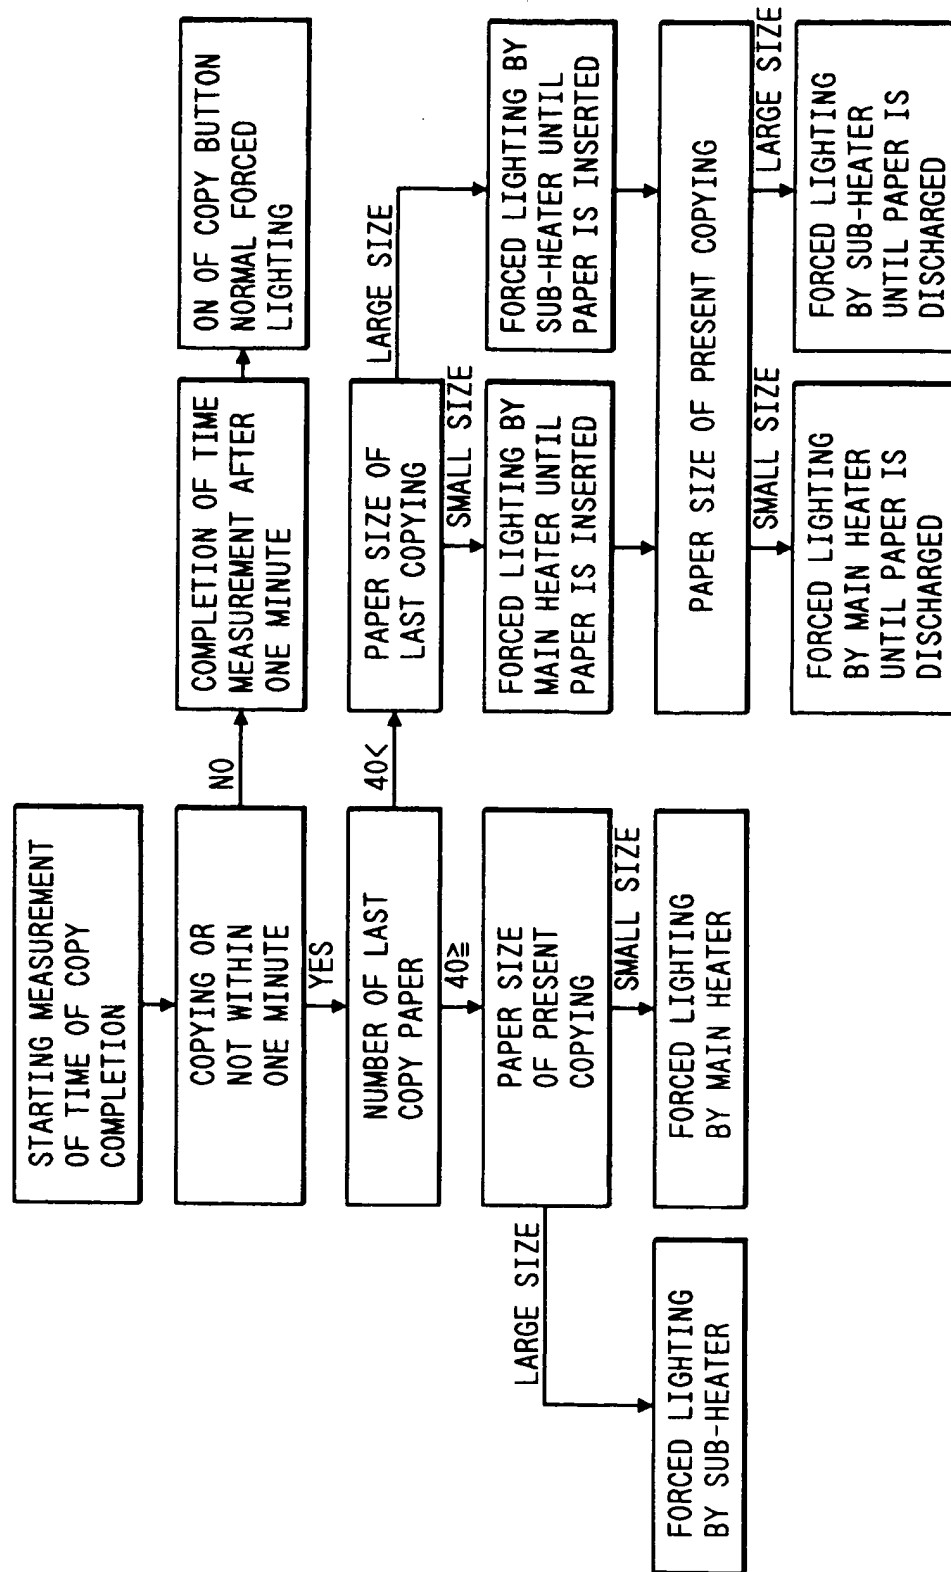 STARTING MEASUREMENT
OF TIME OF COPY
COMPLETION
COPYING OR
NOT WITHIN
ONE MINUTE
NO
COMPLETION OF TIME
MEASUREMENT AFTER
ONE MINUTE
ON OF COPY BUTTON
NORMAL FORCED
LIGHTING
YES
NUMBER OF LAST
COPY PAPER
40<
PAPER SIZE OF
LAST COPYING
LARGE SIZE
SMALL SIZE
40≧
PAPER SIZE
OF PRESENT
COPYING
LARGE SIZE
SMALL SIZE
FORCED LIGHTING
BY SUB-HEATER
FORCED LIGHTING
BY MAIN HEATER
FORCED LIGHTING BY
MAIN HEATER UNTIL
PAPER IS INSERTED
FORCED LIGHTING BY
SUB-HEATER UNTIL
PAPER IS INSERTED
PAPER SIZE OF PRESENT COPYING
SMALL SIZE
LARGE SIZE
FORCED LIGHTING
BY MAIN HEATER
UNTIL PAPER IS
DISCHARGED
FORCED LIGHTING
BY SUB-HEATER
UNTIL PAPER IS
DISCHARGED